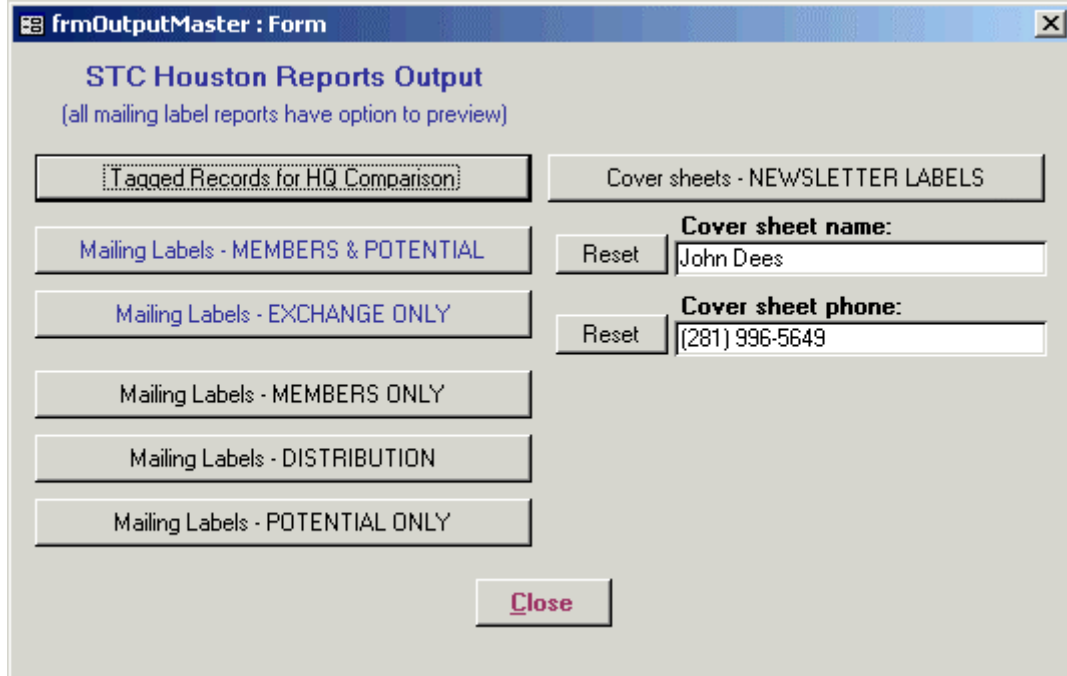 frmOutputMaster : Form
STC Houston Reports Output
(all mailing label reports have option to preview)
Tagged Records for HQ Comparison
Mailing Labels - MEMBERS & POTENTIAL
Mailing Labels - EXCHANGE ONLY
Mailing Labels - MEMBERS ONLY
Mailing Labels - DISTRIBUTION
Mailing Labels - POTENTIAL ONLY
Cover sheets - NEWSLETTER LABELS
Cover sheet name:
Reset
John Dees
Cover sheet phone:
Reset
(281) 996-5649
Close